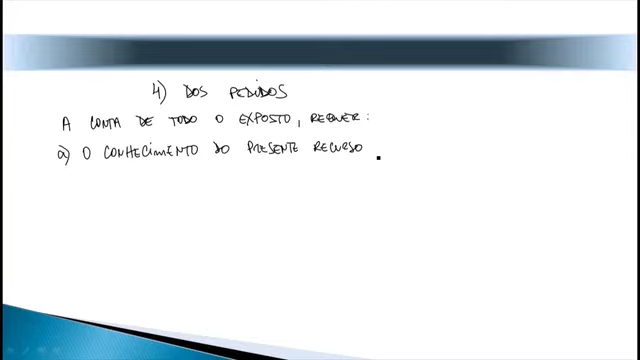 4) DOS PEDIDOS
A CONTA DE TODO O EXPOSTO, REQUER:
a) O CONHECIMENTO DO PRESENTE RECURSO